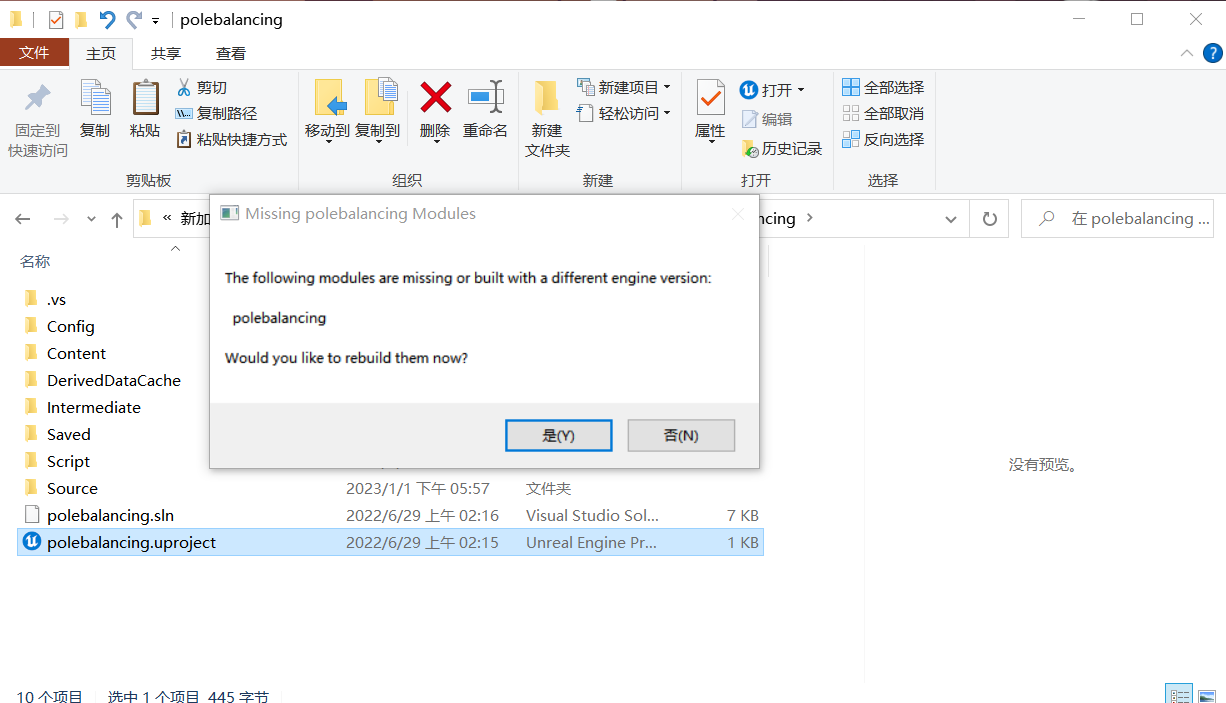 polebalancing
文件 主页 共享 查看
固定到快速访问
复制
粘贴
剪切
复制路径
粘贴快捷方式
剪贴板
移动到
复制到
删除
重命名
组织
新建文件夹
新建项目
轻松访问
新建
属性
打开
编辑
历史记录
打开
全部选择
全部取消
反向选择
选择
« 新加
ncing
在 polebalancing ...
Missing polebalancing Modules
The following modules are missing or built with a different engine version:
polebalancing
Would you like to rebuild them now?
是(Y) 否(N)
名称
.vs
Config
Content
DerivedDataCache
Intermediate
Saved
Script
Source 2023/1/1 下午 05:57 文件夹
polebalancing.sln 2022/6/29 上午 02:16 Visual Studio Sol... 7 KB
polebalancing.uproject 2022/6/29 上午 02:15 Unreal Engine Pr... 1 KB
没有预览。
10 个项目 选中 1 个项目 445 字节